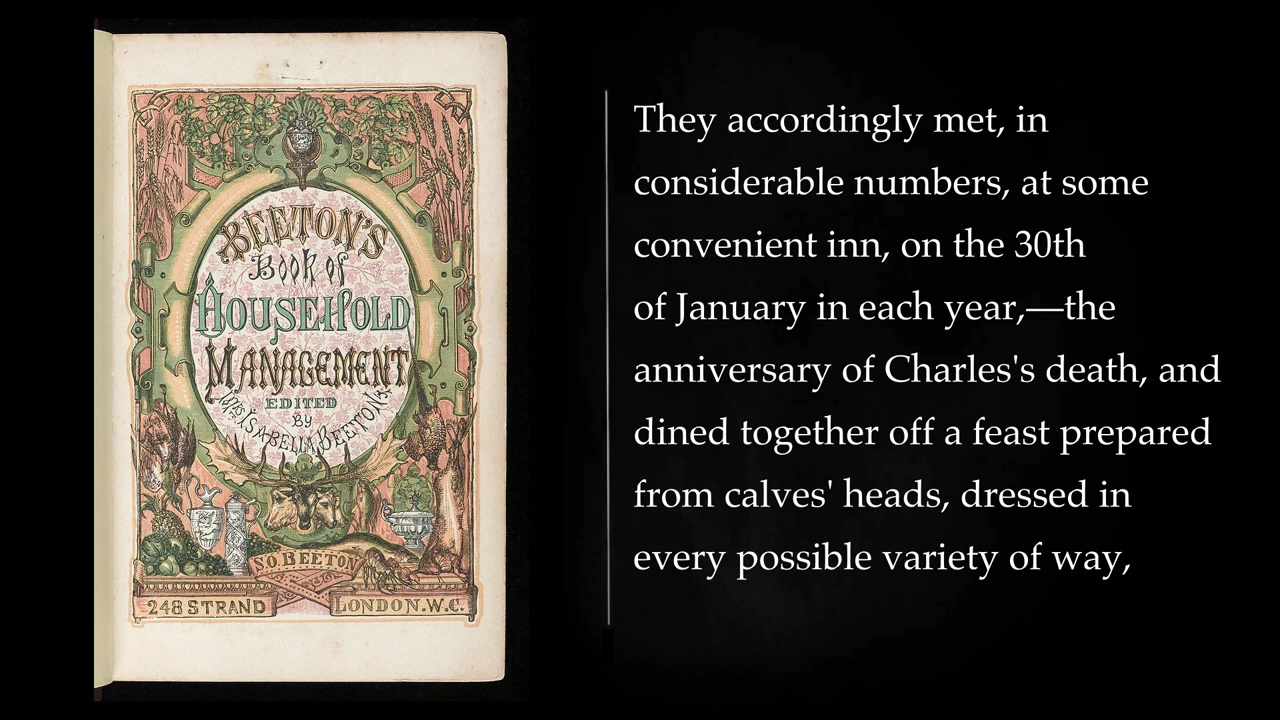 BEETON'S
Book of
HOUSEHOLD
MANAGEMENT
EDITED
By
MRS. ISABELLA BEETON.
S.O. BEETON
248 STRAND
LONDON.W.C.
They accordingly met, in
considerable numbers, at some
convenient inn, on the 30th
of January in each year,—the
anniversary of Charles's death, and
dined together off a feast prepared
from calves' heads, dressed in
every possible variety of way,